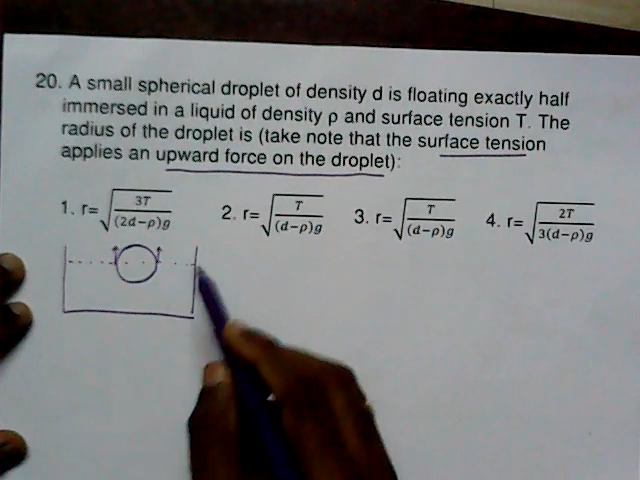 20. A small spherical droplet of density d is floating exactly half
immersed in a liquid of density ρ and surface tension T. The
radius of the droplet is (take note that the surface tension
applies an upward force on the droplet):
1. r=√(3T/(2d−ρ)g) 2. r=√(T/(d−ρ)g) 3. r=√(T/(d−ρ)g) 4. r=√(2T/3(d−ρ)g)